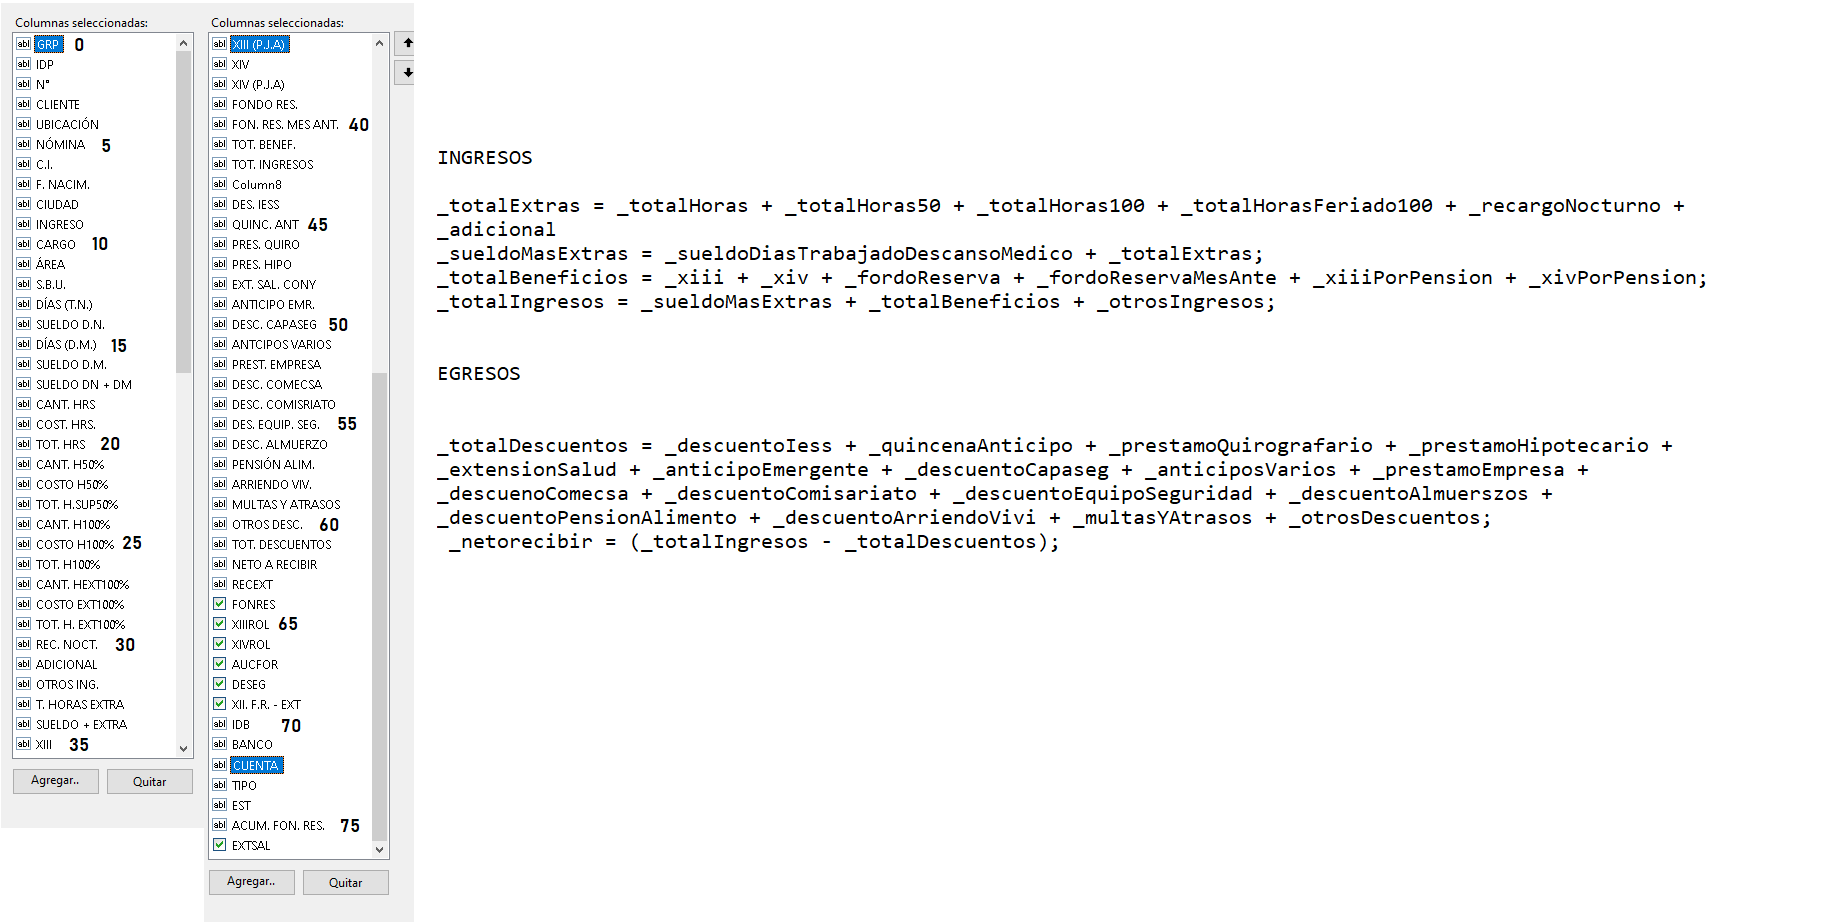 Columnas seleccionadas:
abl GRP 0
abl IDP
abl N°
abl CLIENTE
abl UBICACIÓN
abl NÓMINA 5
abl C.I.
abl F. NACIM.
abl CIUDAD
abl INGRESO
abl CARGO 10
abl ÁREA
abl S.B.U.
abl DÍAS (T.N.)
abl SUELDO D.N.
abl DÍAS (D.M.) 15
abl SUELDO D.M.
abl SUELDO DN + DM
abl CANT. HRS
abl COST. HRS.
abl TOT. HRS 20
abl CANT. H50%
abl COSTO H50%
abl TOT. H.SUP50%
abl CANT. H100%
abl COSTO H100% 25
abl TOT. H100%
abl CANT. HEXT100%
abl COSTO EXT100%
abl TOT. H. EXT100%
abl REC. NOCT. 30
abl ADICIONAL
abl OTROS ING.
abl T. HORAS EXTRA
abl SUELDO + EXTRA
abl XIII 35
Agregar.. Quitar
Columnas seleccionadas:
abl XIII (P.J.A)
abl XIV
abl XIV (P.J.A)
abl FONDO RES.
abl FON. RES. MES ANT. 40
abl TOT. BENEF.
abl TOT. INGRESOS
abl Column8
abl DES. IESS
abl QUINC. ANT 45
abl PRES. QUIRO
abl PRES. HIPO
abl EXT. SAL. CONY
abl ANTICIPO EMR.
abl DESC. CAPASEG 50
abl ANTCIPOS VARIOS
abl PREST. EMPRESA
abl DESC. COMECSA
abl DESC. COMISRIATO
abl DES. EQUIP. SEG. 55
abl DESC. ALMUERZO
abl PENSIÓN ALIM.
abl ARRIENDO VIV.
abl MULTAS Y ATRASOS
abl OTROS DESC. 60
abl TOT. DESCUENTOS
abl NETO A RECIBIR
abl RECEXT
FONRES
XIIIROL 65
XIVROL
AUCFOR
DESEG
XII. F.R. - EXT
abl IDB 70
abl BANCO
abl CUENTA
abl TIPO
abl EST
abl ACUM. FON. RES. 75
EXTSAL
Agregar.. Quitar
INGRESOS
_totalExtras = _totalHoras + _totalHoras50 + _totalHoras100 + _totalHorasFeriado100 + _recargoNocturno +
_adicional
_sueldoMasExtras = _sueldoDiasTrabajadoDescansoMedico + _totalExtras;
_totalBeneficios = _xiii + _xiv + _fordoReserva + _fordoReservaMesAnte + _xiiiPorPension + _xivPorPension;
_totalIngresos = _sueldoMasExtras + _totalBeneficios + _otrosIngresos;
EGRESOS
_totalDescuentos = _descuentoIess + _quincenaAnticipo + _prestamoQuirografario + _prestamoHipotecario +
_extensionSalud + _anticipoEmergente + _descuentoCapaseg + _anticiposVarios + _prestamoEmpresa +
_descuenoComecsa + _descuentoComisariato + _descuentoEquipoSeguridad + _descuentoAlmuerszos +
_descuentoPensionAlimento + _descuentoArriendoVivi + _multasYAtrasos + _otrosDescuentos;
_netorecibir = (_totalIngresos - _totalDescuentos);